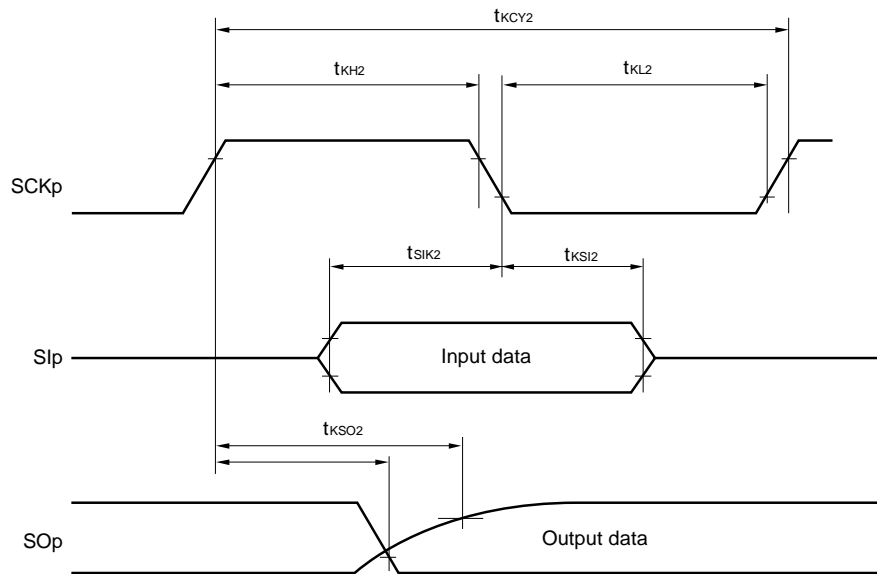 tKCY2
tKH2
tKL2
SCKp
tSIK2
tKSI2
SIp
Input data
tKSO2
SOp
Output data